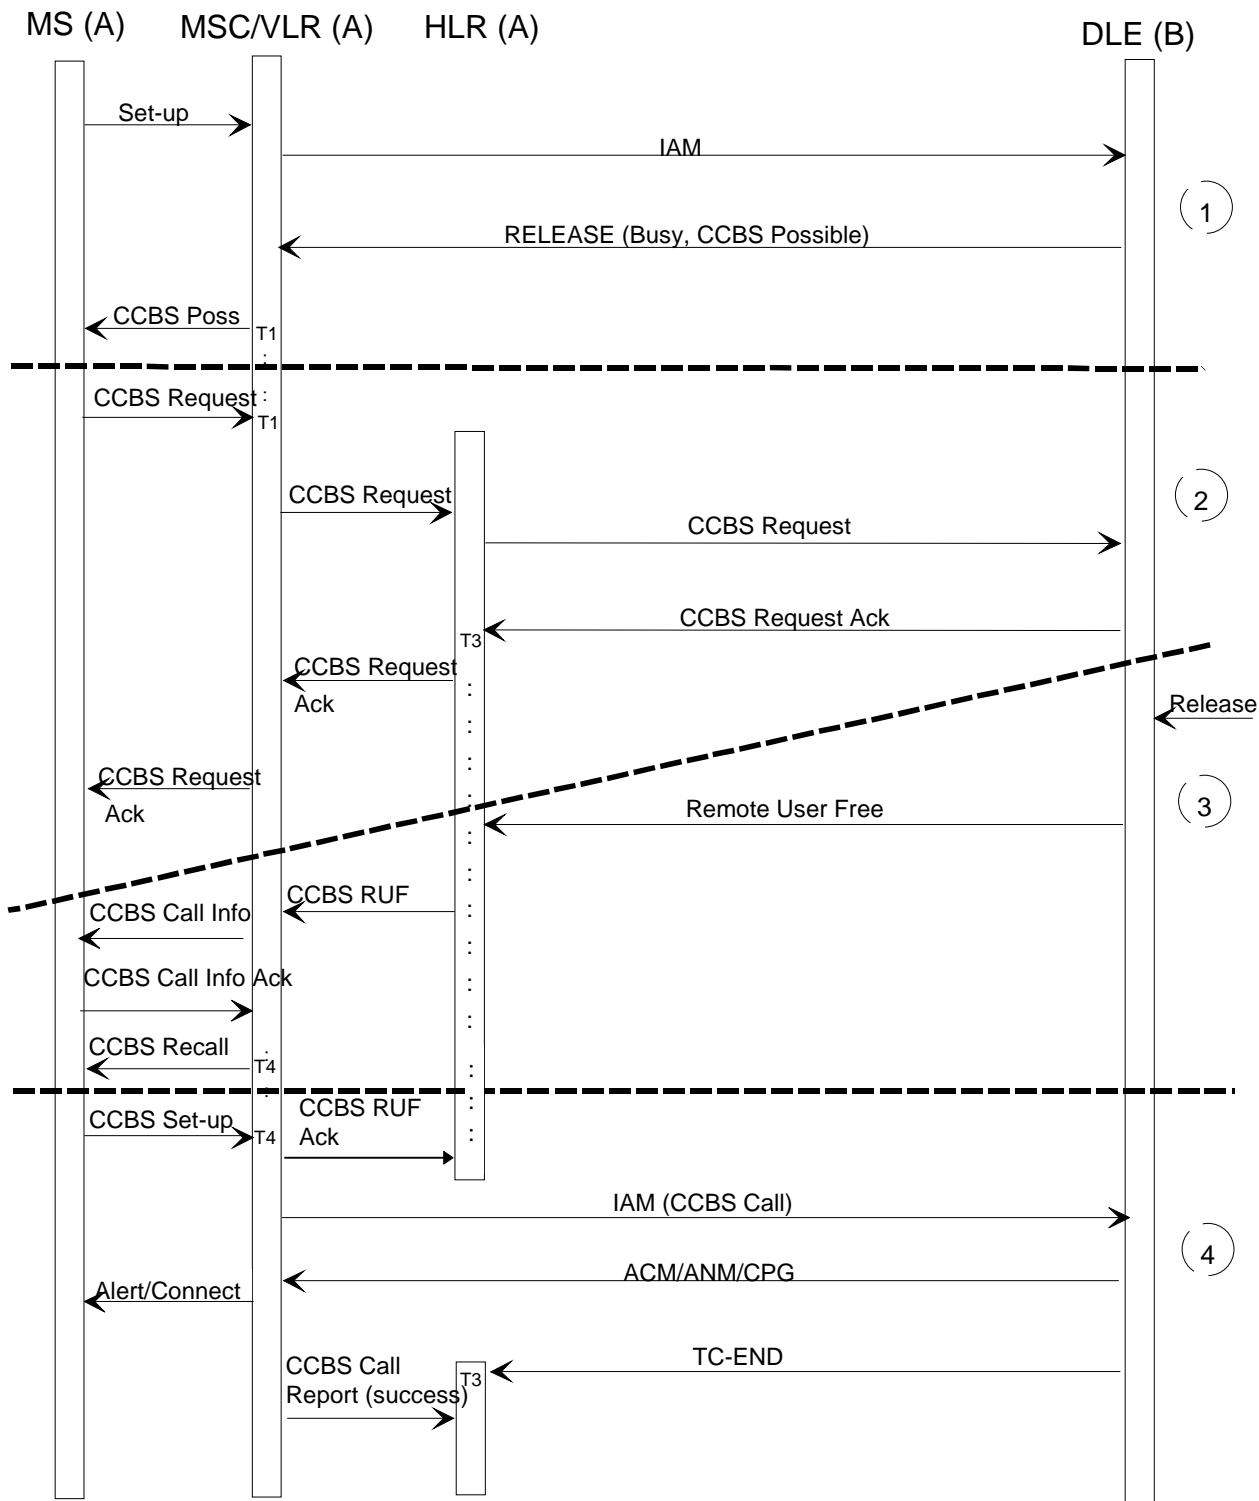 MS (A)
MSC/VLR (A)
HLR (A)
DLE (B)
Set-up
IAM
1
RELEASE (Busy, CCBS Possible)
CCBS Poss
T1
:
:
CCBS Request
T1
CCBS Request
2
CCBS Request
CCBS Request Ack
T3
CCBS Request
Ack
Release
CCBS Request
Ack
3
Remote User Free
CCBS RUF
CCBS Call Info
CCBS Call Info Ack
CCBS Recall
T4
CCBS RUF
Ack
CCBS Set-up
T4
IAM (CCBS Call)
4
ACM/ANM/CPG
Alert/Connect
TC-END
CCBS Call
Report (success)
T3